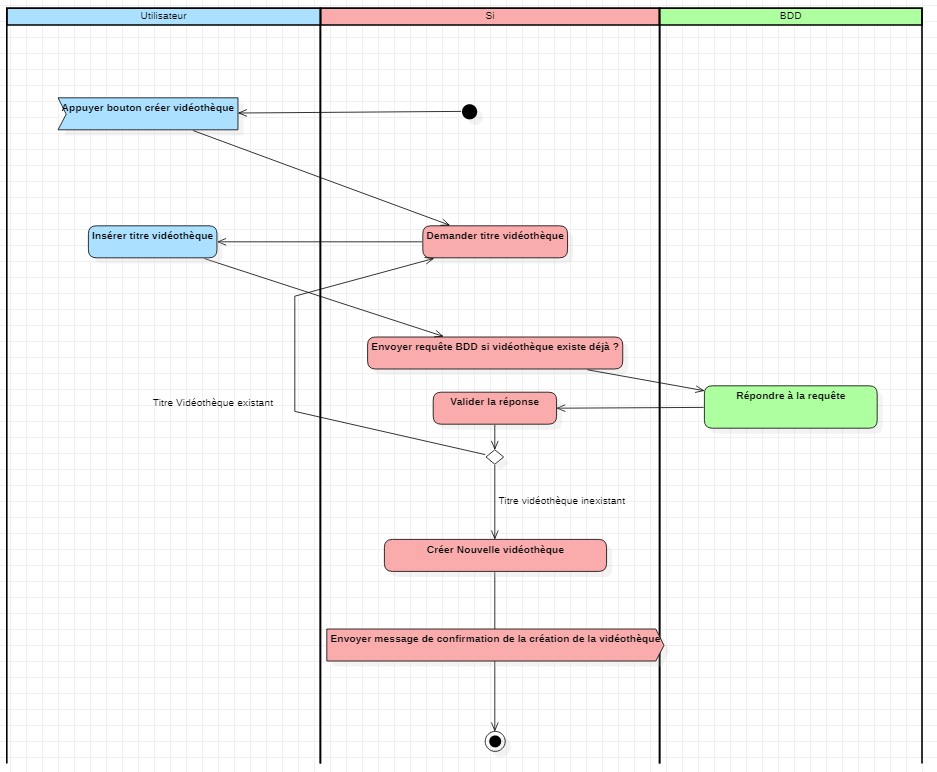 Utilisateur
Si
BDD
Appuyer bouton créer vidéothèque
Insérer titre vidéothèque
Demander titre vidéothèque
Envoyer requête BDD si vidéothèque existe déjà ?
Répondre à la requête
Valider la réponse
Titre Vidéothèque existant
Titre vidéothèque inexistant
Créer Nouvelle vidéothèque
Envoyer message de confirmation de la création de la vidéothèque